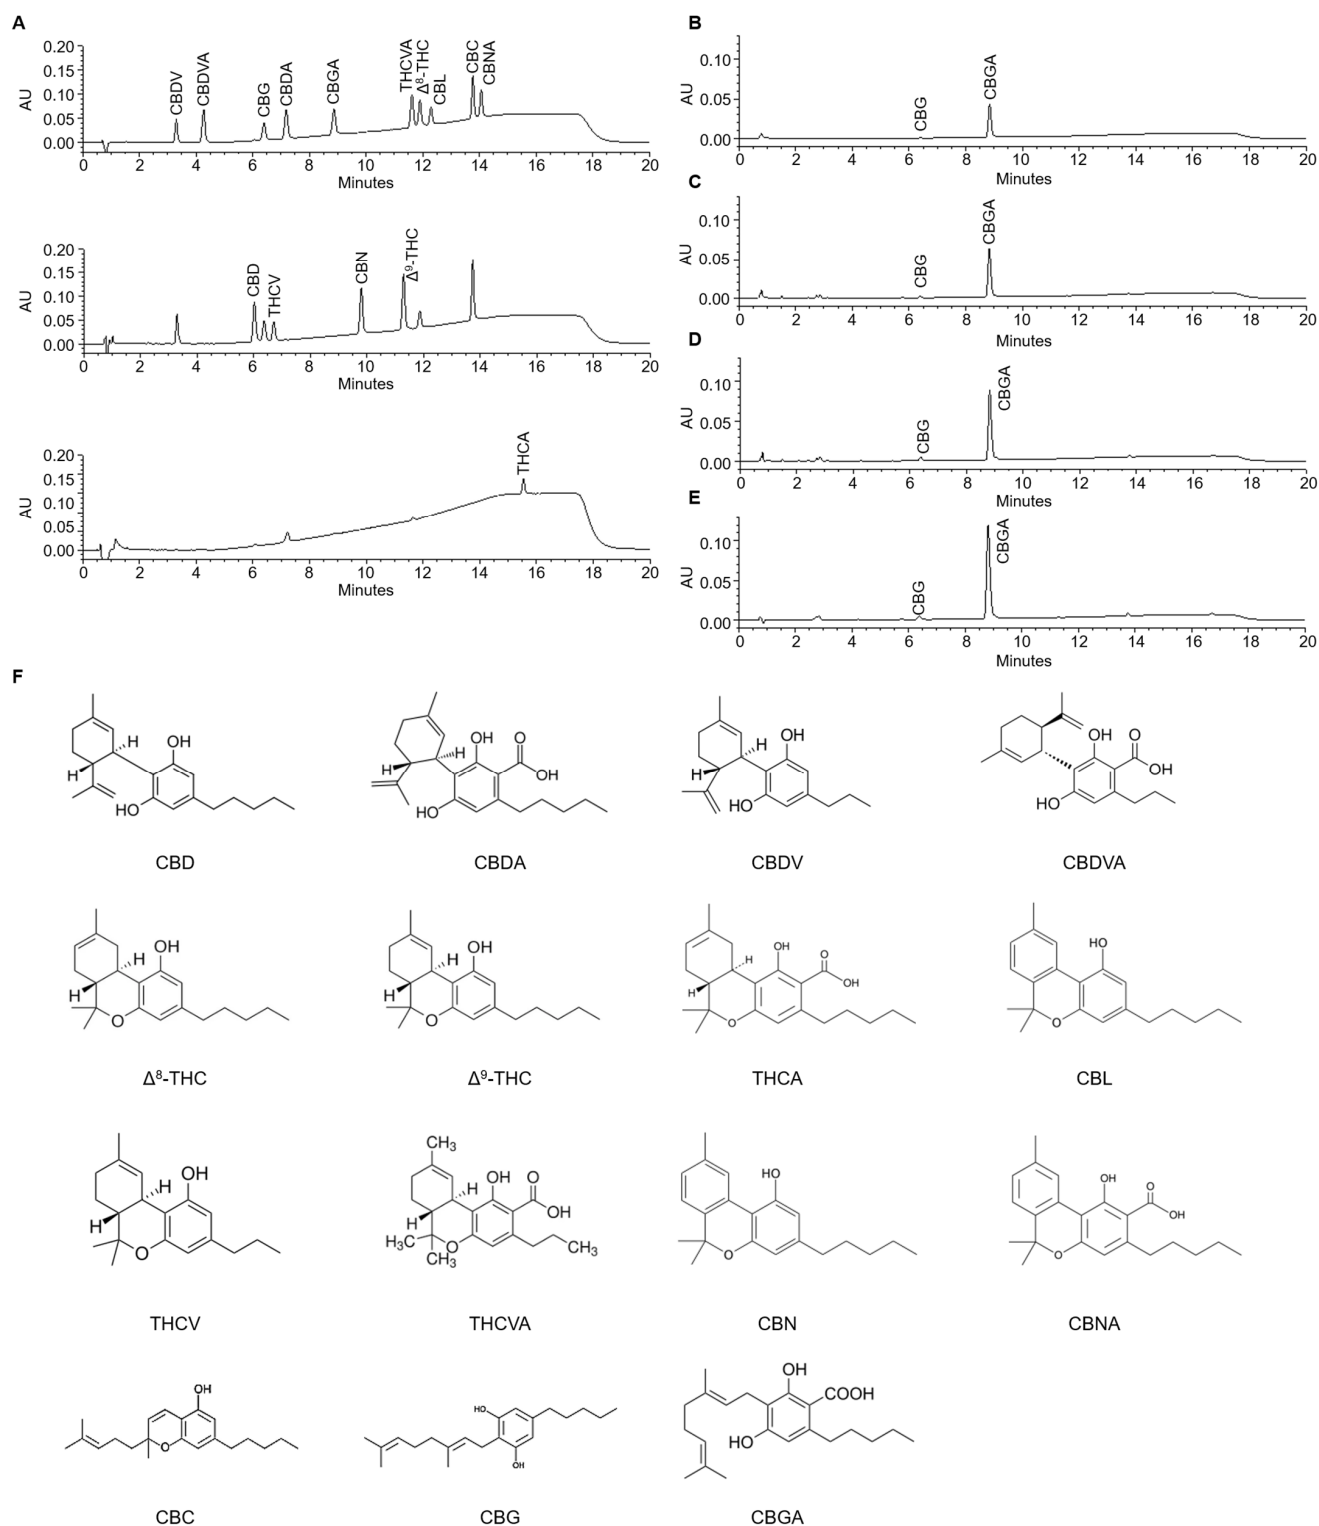 A
AU
0.20
0.15
0.10
0.05
0.00
CBDV
CBDVA
CBG
CBDA
CBGA
THCVA
Δ⁸-THC
CBL
CBC
CBNA
0 2 4 6 8 10 12 14 16 18 20
Minutes
AU
0.20
0.15
0.10
0.05
0.00
CBD
THCV
CBN
Δ⁹-THC
0 2 4 6 8 10 12 14 16 18 20
Minutes
AU
0.20
0.15
0.10
0.05
0.00
THCA
0 2 4 6 8 10 12 14 16 18 20
Minutes
B
AU
0.10
0.05
0.00
CBG
CBGA
0 2 4 6 8 10 12 14 16 18 20
Minutes
C
AU
0.10
0.05
0.00
CBG
CBGA
0 2 4 6 8 10 12 14 16 18 20
Minutes
D
AU
0.10
0.05
0.00
CBG
CBGA
0 2 4 6 8 10 12 14 16 18 20
Minutes
E
AU
0.10
0.05
0.00
CBG
CBGA
0 2 4 6 8 10 12 14 16 18 20
Minutes
F
H
OH
H
HO
CBD
OH
O
H
H
OH
HO
CBDA
H
OH
H
HO
CBDV
H
OH
O
OH
HO
CBDVA
OH
H
H
O
Δ⁸-THC
OH
H
H
O
Δ⁹-THC
OH
O
H
OH
H
O
THCA
HO
O
CBL
OH
H
H
O
THCV
CH₃
OH
O
H
OH
H
H₃C
O
CH₃
CH₃
THCVA
HO
O
CBN
OH
O
OH
O
CBNA
OH
O
CBC
HO
OH
CBG
OH
COOH
HO
CBGA